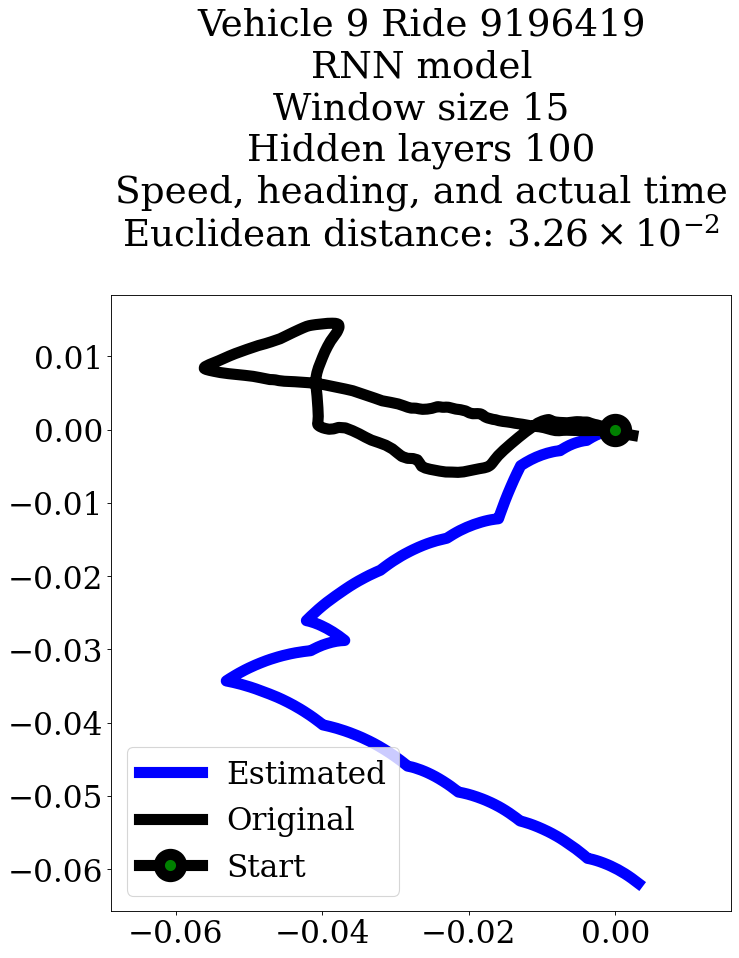 Vehicle 9 Ride 9196419
RNN model
Window size 15
Hidden layers 100
Speed, heading, and actual time
Euclidean distance: 3.26 × 10⁻²
0.01
0.00
−0.01
−0.02
−0.03
−0.04
−0.05
−0.06
Estimated
Original
Start
−0.06 −0.04 −0.02 0.00